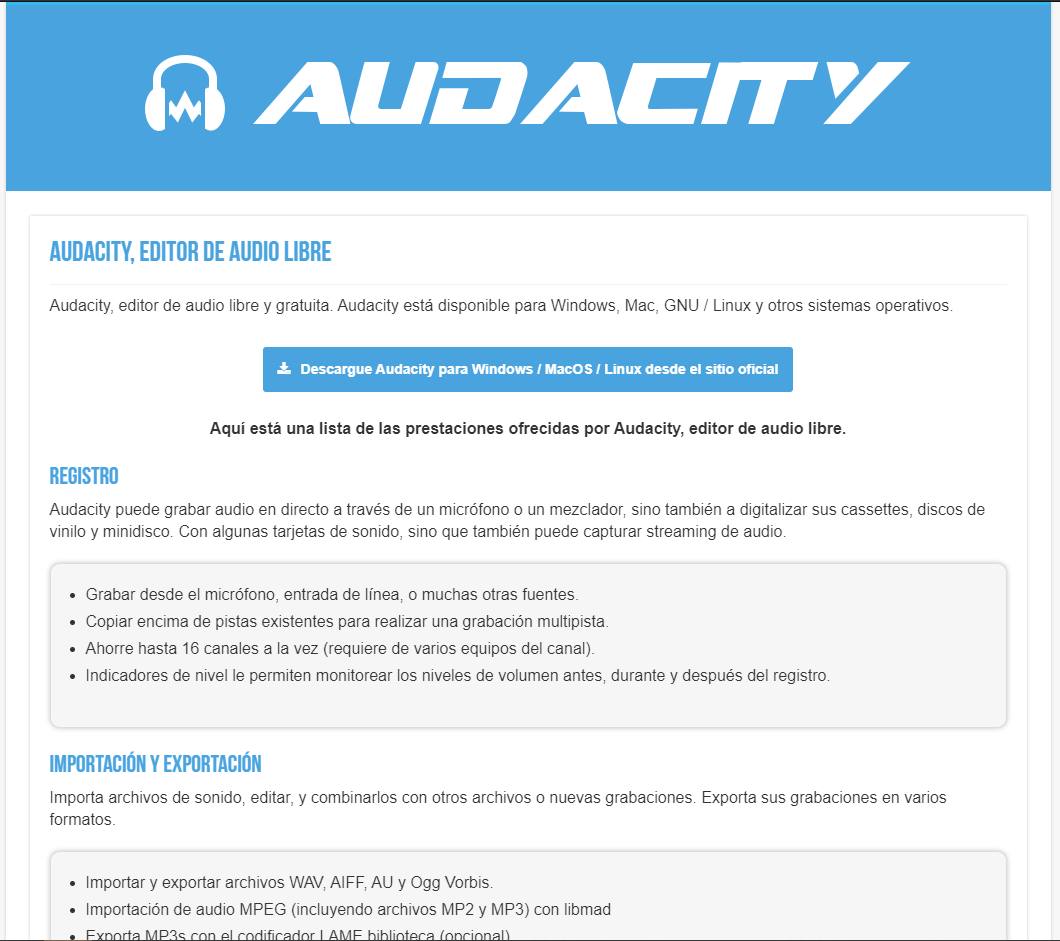 AUDACITY
AUDACITY, EDITOR DE AUDIO LIBRE
Audacity, editor de audio libre y gratuita. Audacity está disponible para Windows, Mac, GNU / Linux y otros sistemas operativos.
Descargue Audacity para Windows / MacOS / Linux desde el sitio oficial
Aquí está una lista de las prestaciones ofrecidas por Audacity, editor de audio libre.
REGISTRO
Audacity puede grabar audio en directo a través de un micrófono o un mezclador, sino también a digitalizar sus cassettes, discos de
vinilo y minidisco. Con algunas tarjetas de sonido, sino que también puede capturar streaming de audio.
• Grabar desde el micrófono, entrada de línea, o muchas otras fuentes.
• Copiar encima de pistas existentes para realizar una grabación multipista.
• Ahorre hasta 16 canales a la vez (requiere de varios equipos del canal).
• Indicadores de nivel le permiten monitorear los niveles de volumen antes, durante y después del registro.
IMPORTACIÓN Y EXPORTACIÓN
Importa archivos de sonido, editar, y combinarlos con otros archivos o nuevas grabaciones. Exporta sus grabaciones en varios
formatos.
• Importar y exportar archivos WAV, AIFF, AU y Ogg Vorbis.
• Importación de audio MPEG (incluyendo archivos MP2 y MP3) con libmad
• Exporta MP3s con el codificador LAME biblioteca (opcional)